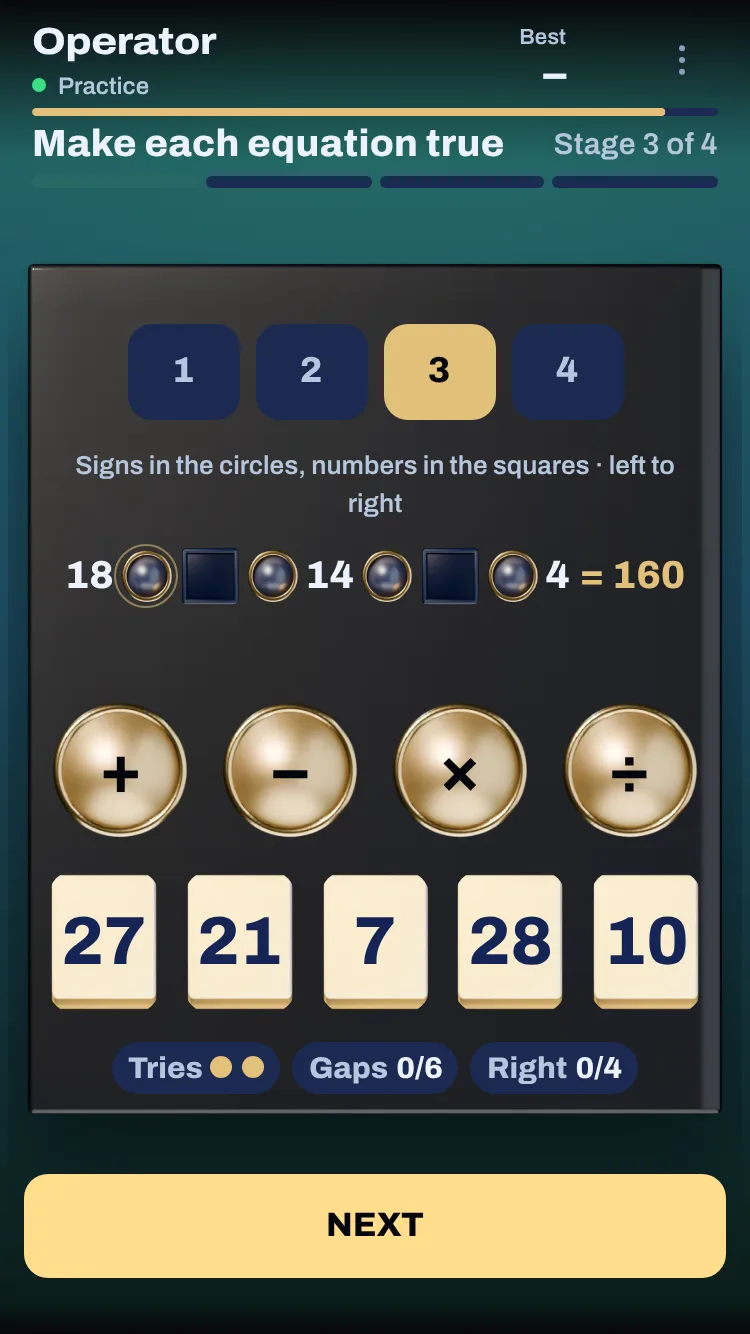 Operator
Best
Practice
–
Make each equation true
Stage 3 of 4
1 2 3 4
Signs in the circles, numbers in the squares · left to
right
18 14 4 = 160
+ − × ÷
27 21 7 28 10
Tries Gaps 0/6 Right 0/4
NEXT